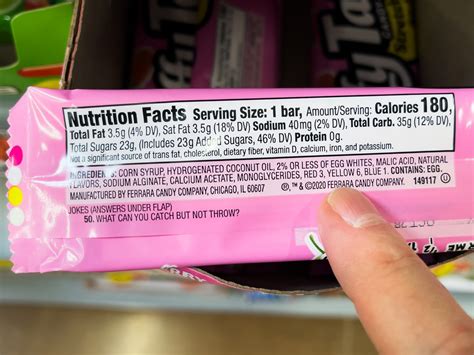 ffy Ta
Nutrition Facts Serving Size: 1 bar, Amount/Serving: Calories 180,
Total Fat 3.5g (4% DV), Sat Fat 3.5g (18% DV) Sodium 40mg (2% DV), Total Carb. 35g (12% DV),
Total Sugars 23g, (Includes 23g Added Sugars, 46% DV) Protein 0g.
Not a significant source of trans fat, cholesterol, dietary fiber, vitamin D, calcium, iron, and potassium.
INGREDIENTS: CORN SYRUP, HYDROGENATED COCONUT OIL, 2% OR LESS OF EGG WHITES, MALIC ACID, NATURAL
FLAVORS, SODIUM ALGINATE, CALCIUM ACETATE, MONOGLYCERIDES, RED 3, YELLOW 6, BLUE 1. CONTAINS: EGG.
MANUFACTURED BY FERRARA CANDY COMPANY, CHICAGO, IL 60607 ®, ™ & ©2020 FERRARA CANDY COMPANY. 149117 U
JOKES (ANSWERS UNDER FLAP)
50. WHAT CAN YOU CATCH BUT NOT THROW?